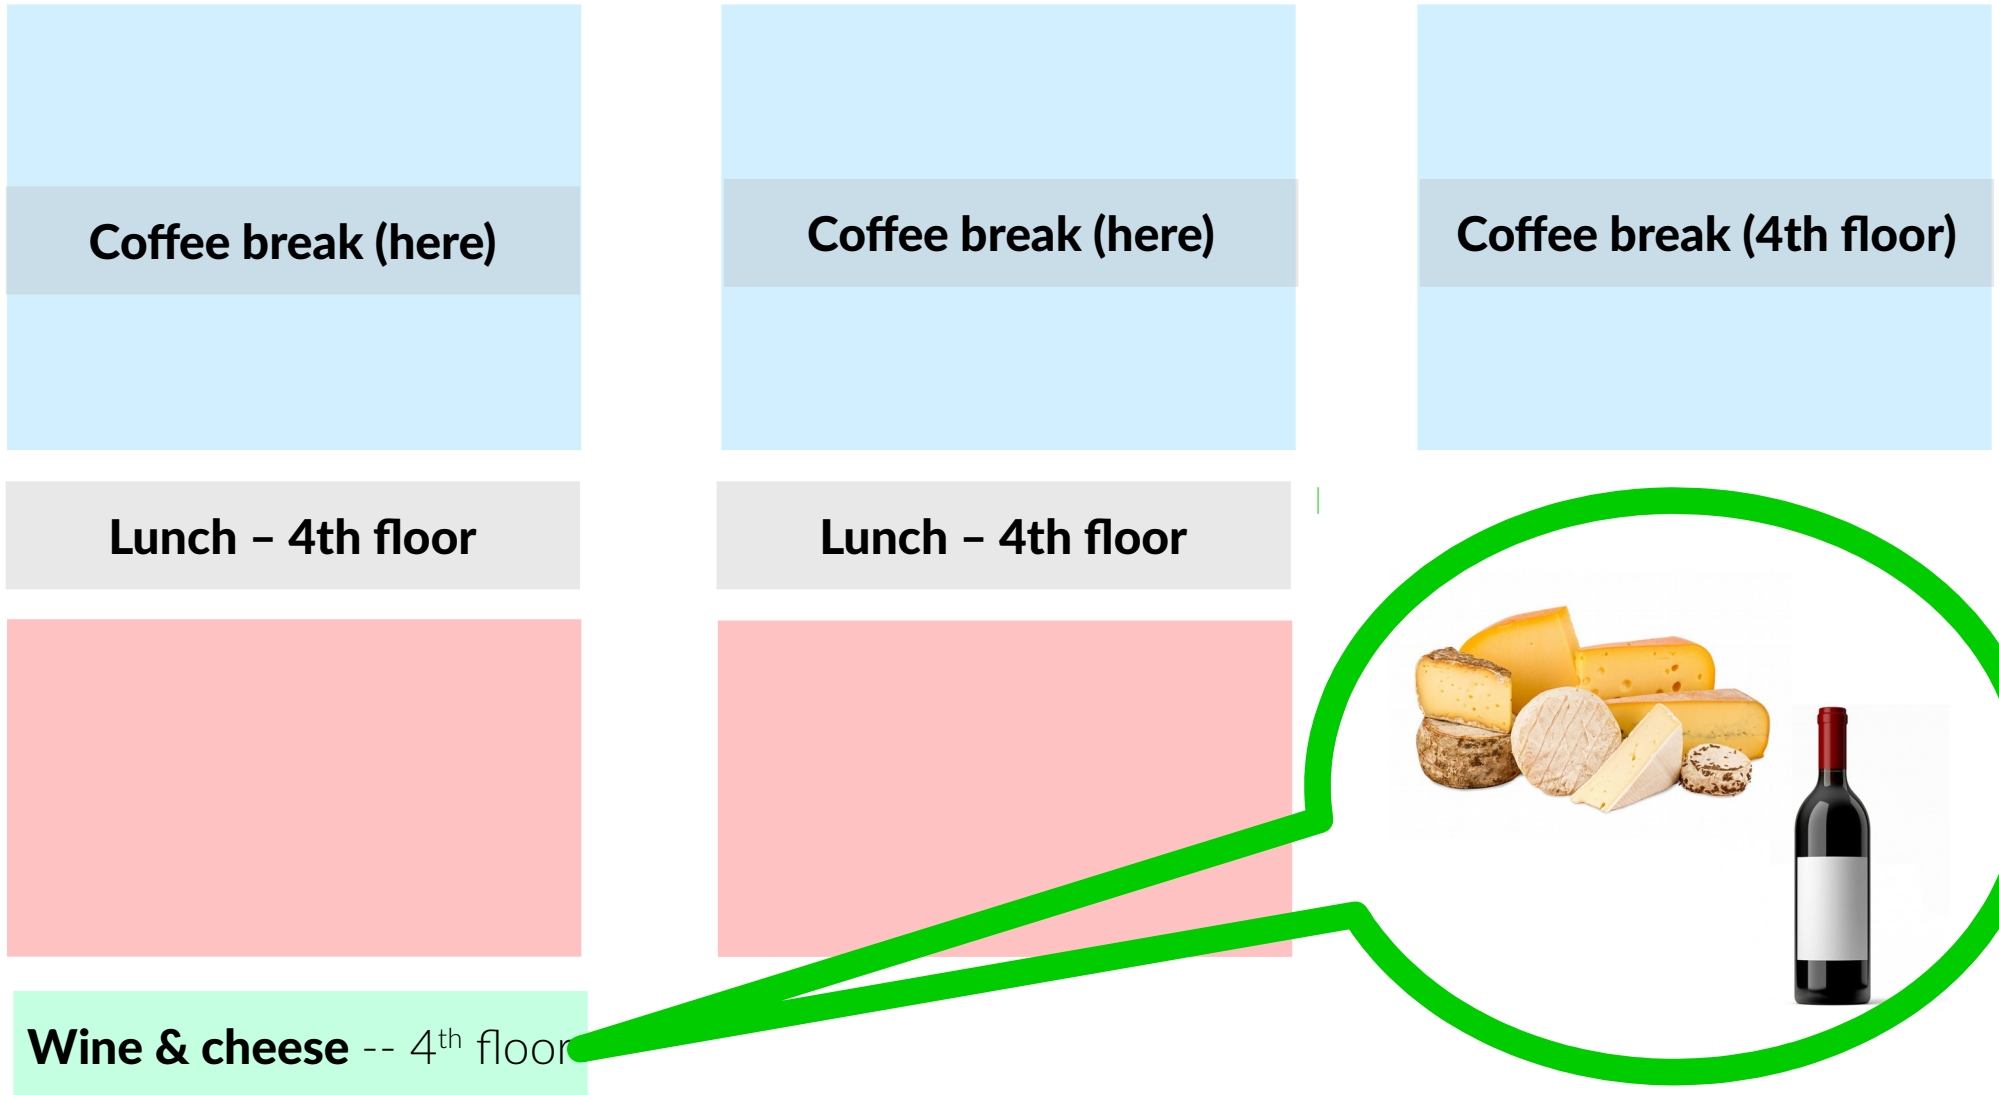 Coffee break (here)
Coffee break (here)
Coffee break (4th floor)
Lunch – 4th floor
Lunch – 4th floor
Wine & cheese -- 4th floor